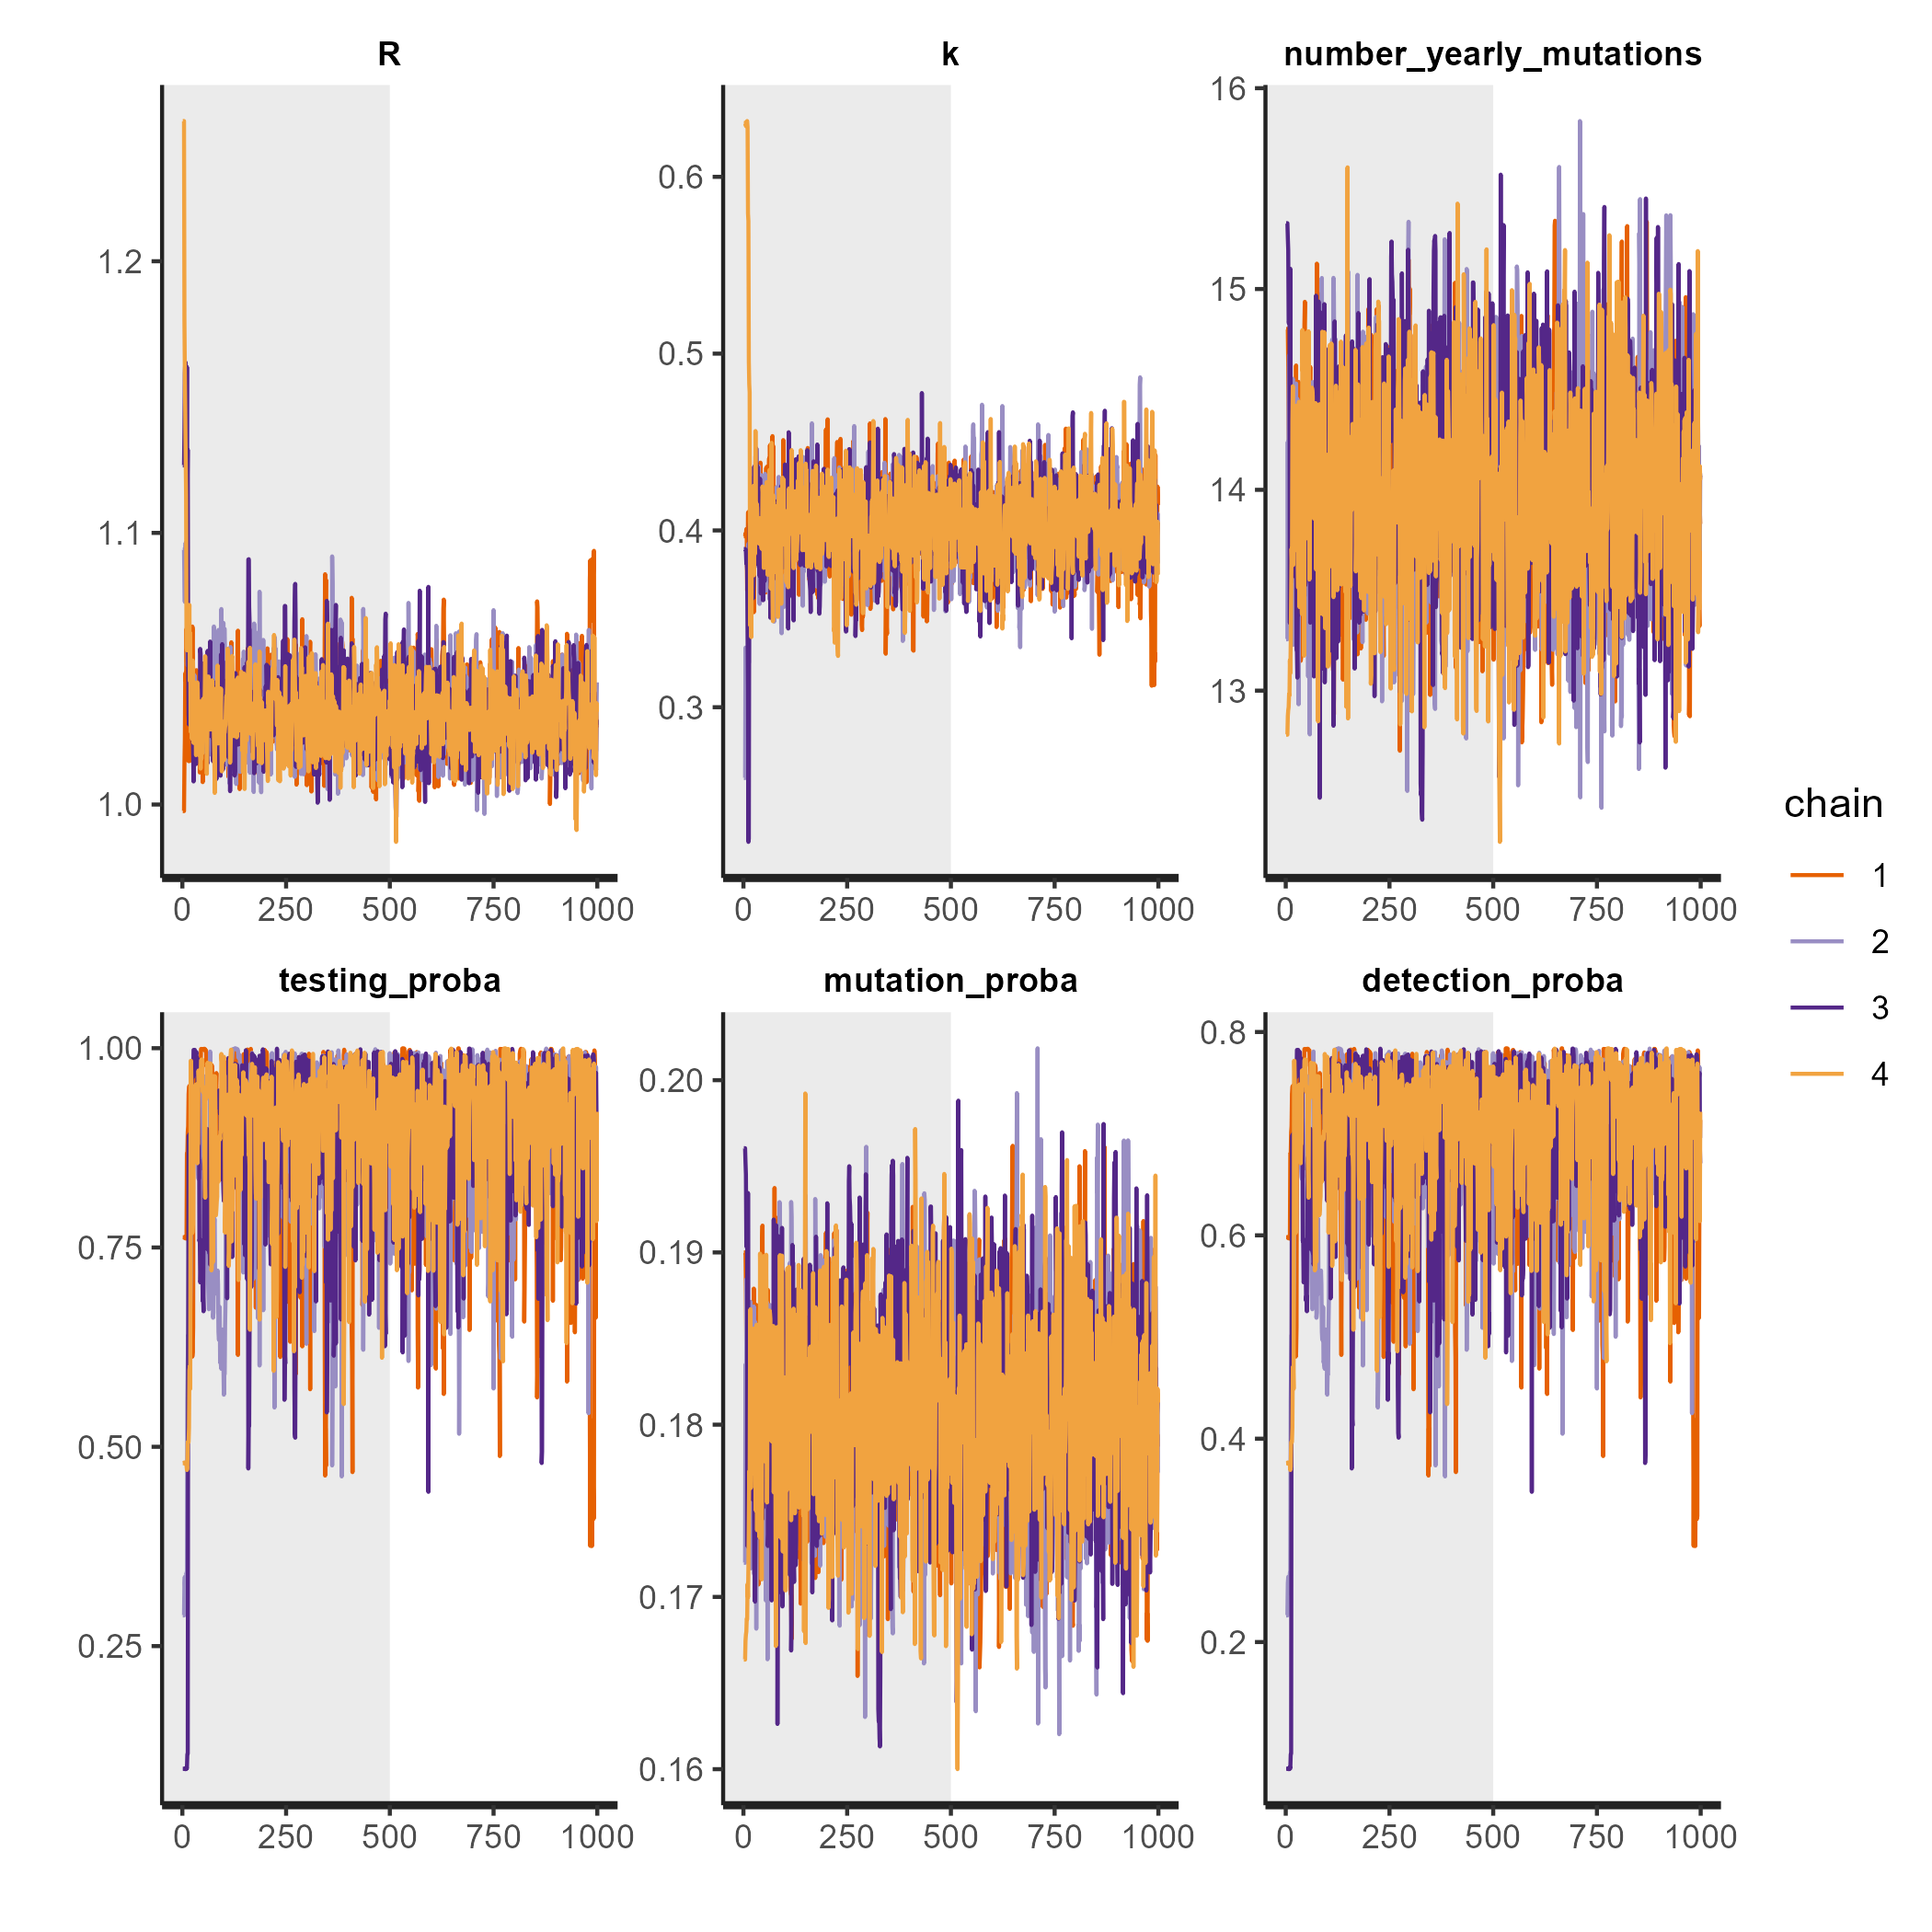 R k number_yearly_mutations
16
1.2 0.6 15
1.1 0.5 14
0.4 13
1.0 0.3
0 250 500 750 1000 0 250 500 750 1000 0 250 500 750 1000
chain
1
2
3
4
testing_proba mutation_proba detection_proba
1.00 0.20 0.8
0.75 0.19 0.6
0.50 0.18 0.4
0.25 0.17 0.2
0.16
0 250 500 750 1000 0 250 500 750 1000 0 250 500 750 1000